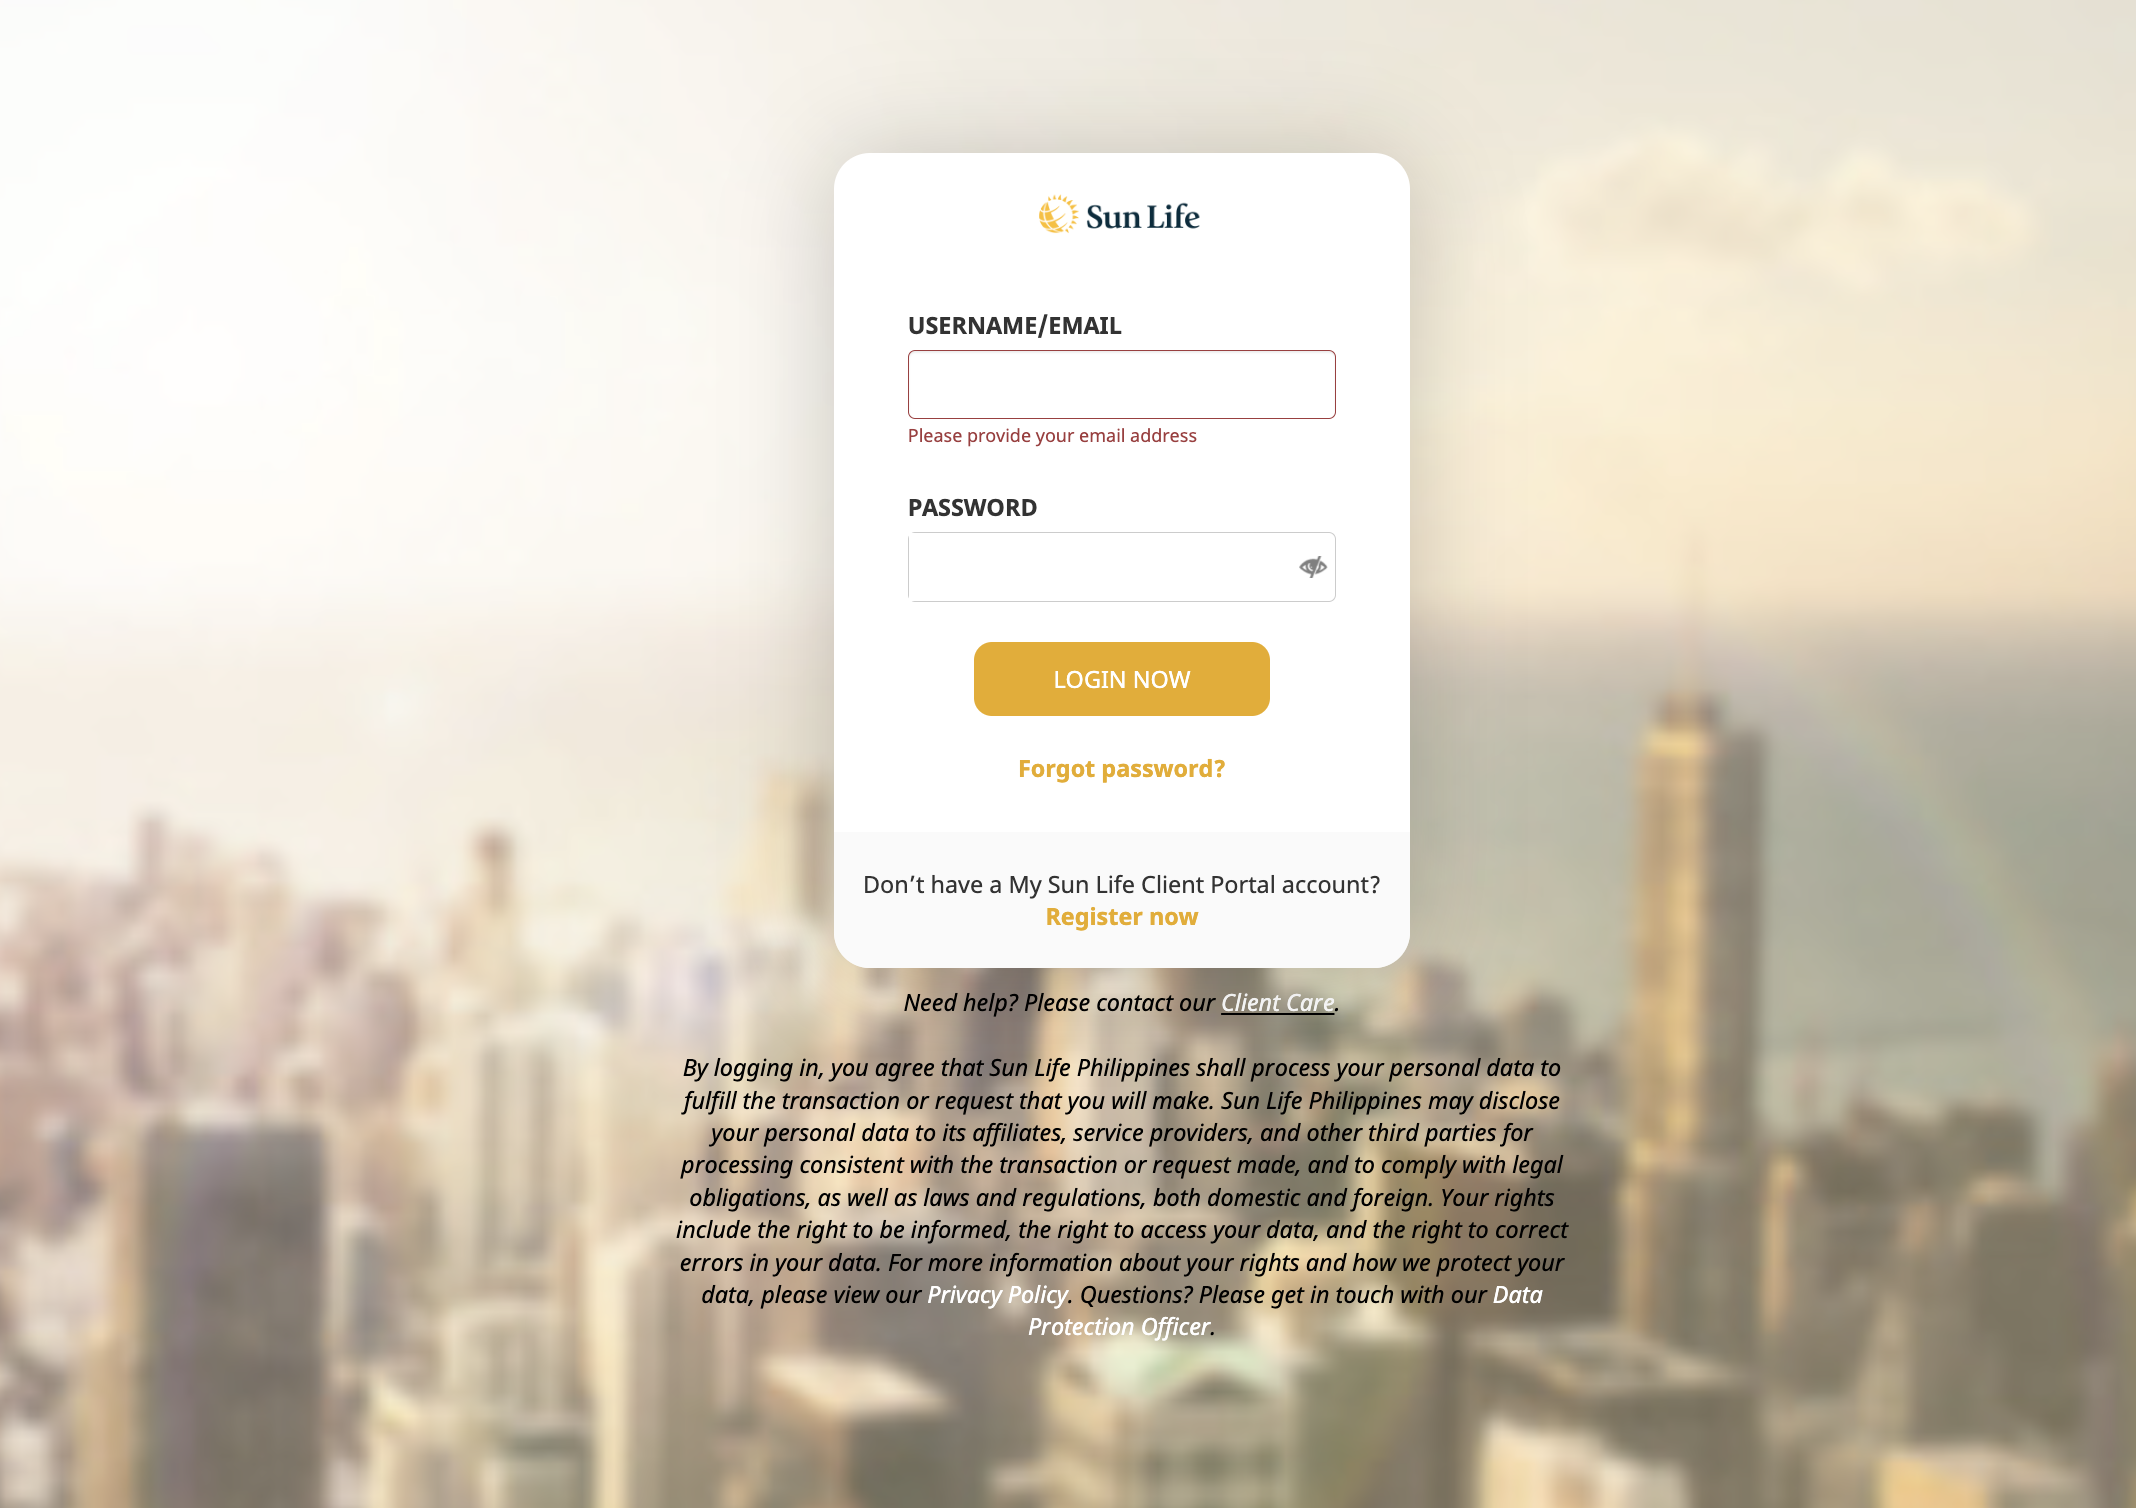 Sun Life
USERNAME/EMAIL
Please provide your email address
PASSWORD
LOGIN NOW
Forgot password?
Don’t have a My Sun Life Client Portal account?
Register now
Need help? Please contact our Client Care.
By logging in, you agree that Sun Life Philippines shall process your personal data to
fulfill the transaction or request that you will make. Sun Life Philippines may disclose
your personal data to its affiliates, service providers, and other third parties for
processing consistent with the transaction or request made, and to comply with legal
obligations, as well as laws and regulations, both domestic and foreign. Your rights
include the right to be informed, the right to access your data, and the right to correct
errors in your data. For more information about your rights and how we protect your
data, please view our Privacy Policy. Questions? Please get in touch with our Data
Protection Officer.